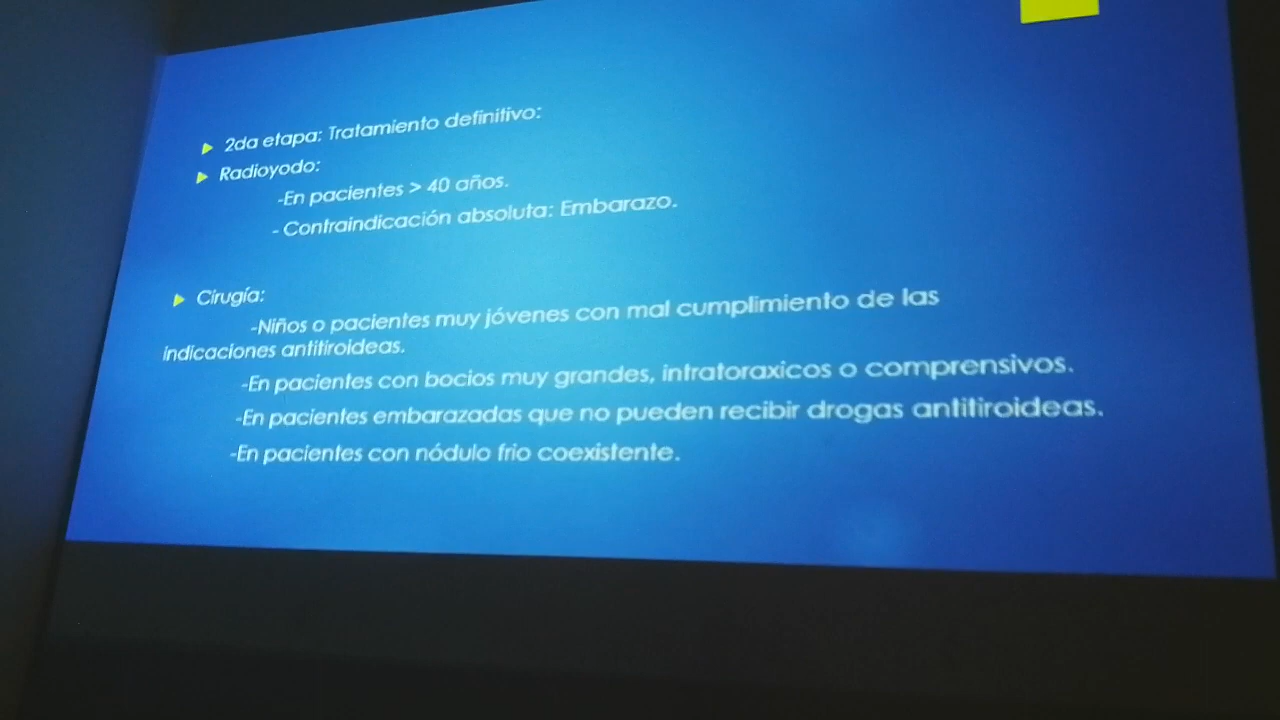 2da etapa: Tratamiento definitivo:
Radioyodo:
-En pacientes > 40 años.
- Contraindicación absoluta: Embarazo.
Cirugía:
-Niños o pacientes muy jóvenes con mal cumplimiento de las
indicaciones antitiroideas.
-En pacientes con bocios muy grandes, intratoraxicos o comprensivos.
-En pacientes embarazadas que no pueden recibir drogas antitiroideas.
-En pacientes con nódulo frio coexistente.